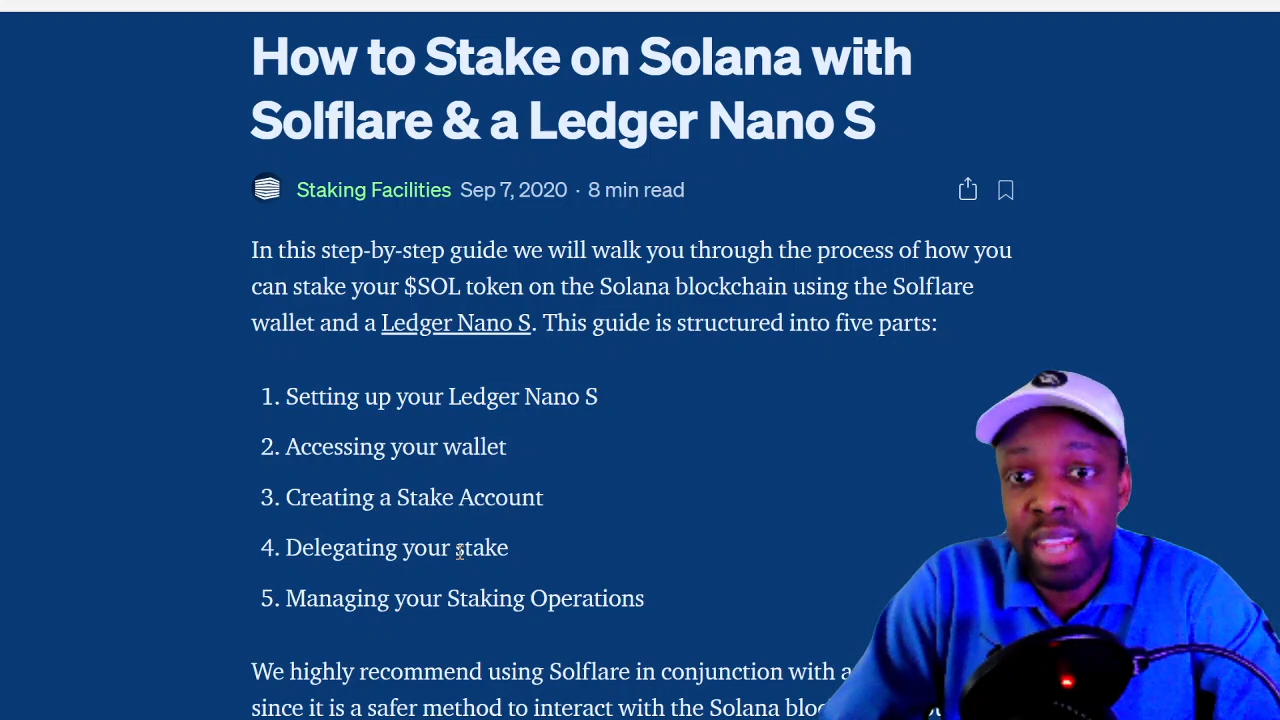 How to Stake on Solana with
Solflare & a Ledger Nano S
Staking Facilities Sep 7, 2020 · 8 min read
In this step-by-step guide we will walk you through the process of how you
can stake your $SOL token on the Solana blockchain using the Solflare
wallet and a Ledger Nano S. This guide is structured into five parts:
1. Setting up your Ledger Nano S
2. Accessing your wallet
3. Creating a Stake Account
4. Delegating your stake
5. Managing your Staking Operations
We highly recommend using Solflare in conjunction with a
since it is a safer method to interact with the Solana